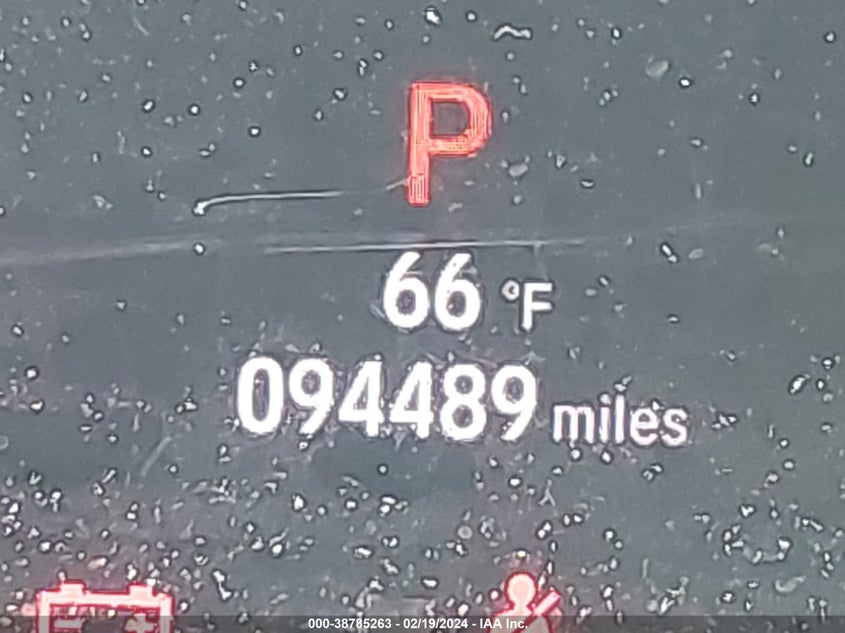 P
66 °F
094489 miles
000-38785263 - 02/19/2024 - IAA Inc.